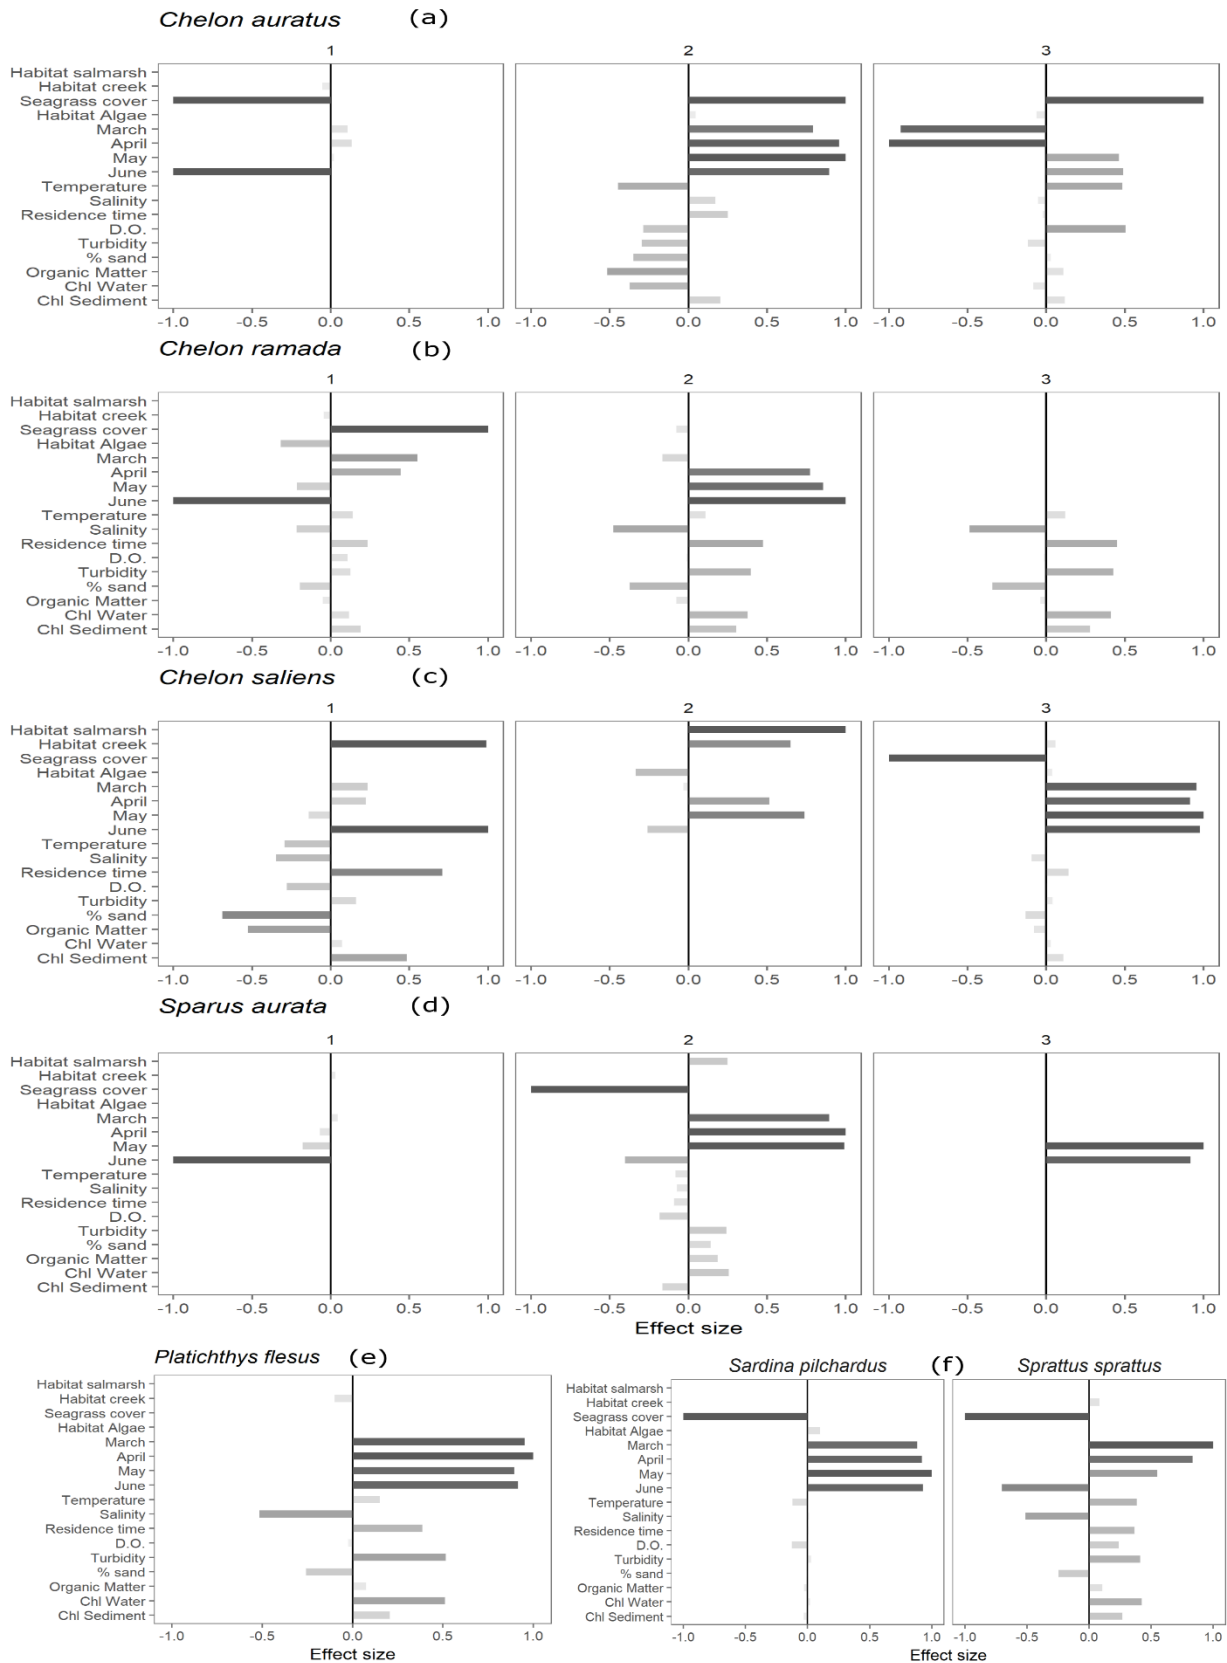 Chelon auratus (a)
1 2 3
Habitat salmarsh
Habitat creek
Seagrass cover
Habitat Algae
March
April
May
June
Temperature
Salinity
Residence time
D.O.
Turbidity
% sand
Organic Matter
Chl Water
Chl Sediment
-1.0 -0.5 0.0 0.5 1.0 -1.0 -0.5 0.0 0.5 1.0 -1.0 -0.5 0.0 0.5 1.0
Chelon ramada (b)
1 2 3
Habitat salmarsh
Habitat creek
Seagrass cover
Habitat Algae
March
April
May
June
Temperature
Salinity
Residence time
D.O.
Turbidity
% sand
Organic Matter
Chl Water
Chl Sediment
-1.0 -0.5 0.0 0.5 1.0 -1.0 -0.5 0.0 0.5 1.0 -1.0 -0.5 0.0 0.5 1.0
Chelon saliens (c)
1 2 3
Habitat salmarsh
Habitat creek
Seagrass cover
Habitat Algae
March
April
May
June
Temperature
Salinity
Residence time
D.O.
Turbidity
% sand
Organic Matter
Chl Water
Chl Sediment
-1.0 -0.5 0.0 0.5 1.0 -1.0 -0.5 0.0 0.5 1.0 -1.0 -0.5 0.0 0.5 1.0
Sparus aurata (d)
1 2 3
Habitat salmarsh
Habitat creek
Seagrass cover
Habitat Algae
March
April
May
June
Temperature
Salinity
Residence time
D.O.
Turbidity
% sand
Organic Matter
Chl Water
Chl Sediment
-1.0 -0.5 0.0 0.5 1.0 -1.0 -0.5 0.0 0.5 1.0 -1.0 -0.5 0.0 0.5 1.0
Effect size
Platichthys flesus (e)
Habitat salmarsh
Habitat creek
Seagrass cover
Habitat Algae
March
April
May
June
Temperature
Salinity
Residence time
D.O.
Turbidity
% sand
Organic Matter
Chl Water
Chl Sediment
-1.0 -0.5 0.0 0.5 1.0
Effect size
Sardina pilchardus (f) Sprattus sprattus
Habitat salmarsh
Habitat creek
Seagrass cover
Habitat Algae
March
April
May
June
Temperature
Salinity
Residence time
D.O.
Turbidity
% sand
Organic Matter
Chl Water
Chl Sediment
-1.0 -0.5 0.0 0.5 1.0 -1.0 -0.5 0.0 0.5 1.0
Effect size